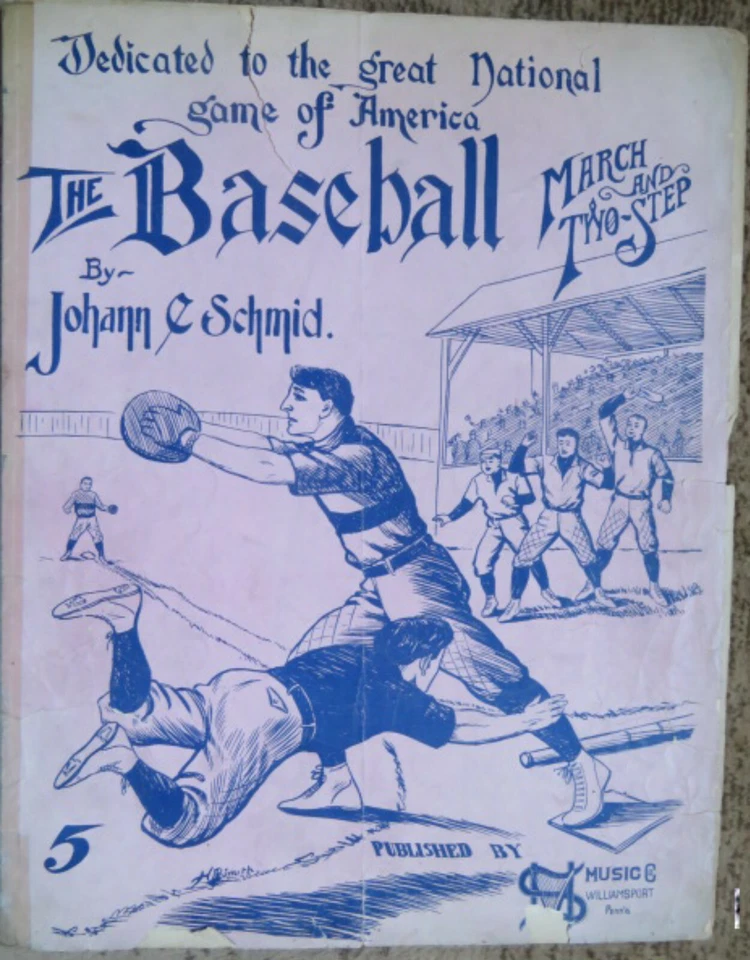 Dedicated to the great National
game of America
THE Baseball MARCH
AND
TWO-STEP
By~
Johann C Schmid.
5
PUBLISHED BY
MUSIC Co
WILLIAMSPORT
Penn'a